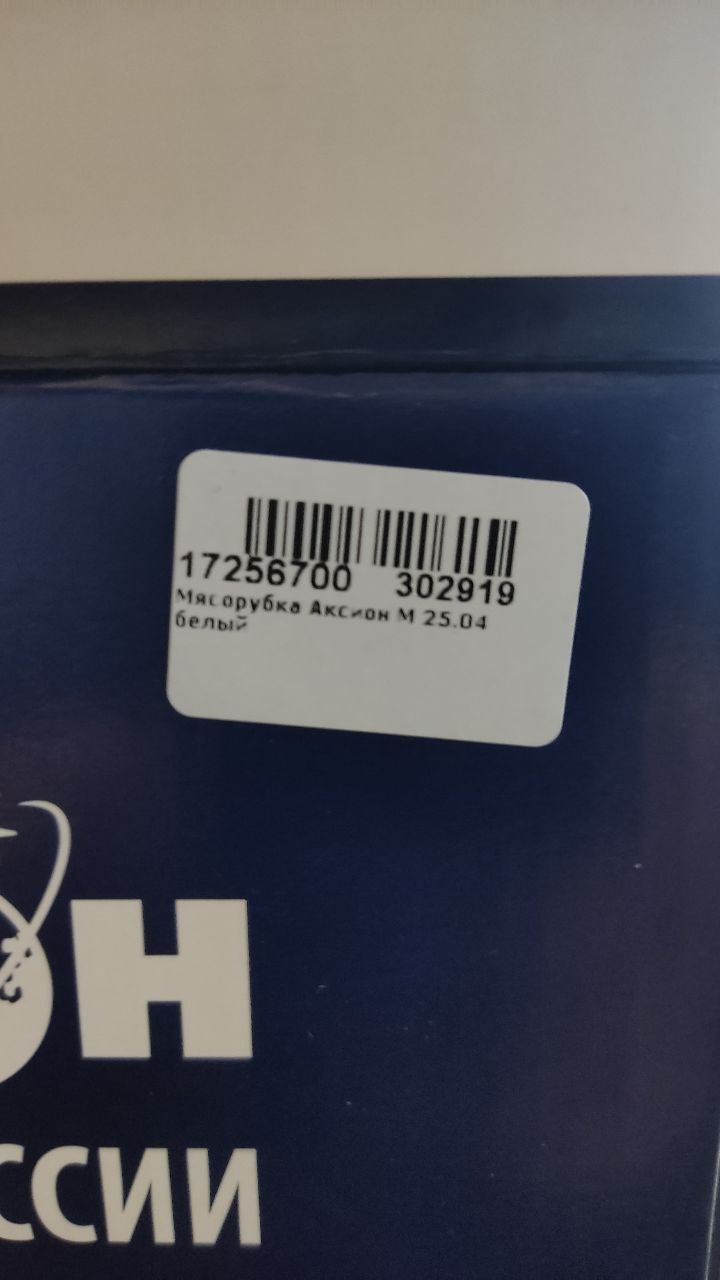 17256700 302919
Мясорубка Аксион М 25.04
белый
ОН
ССИИ